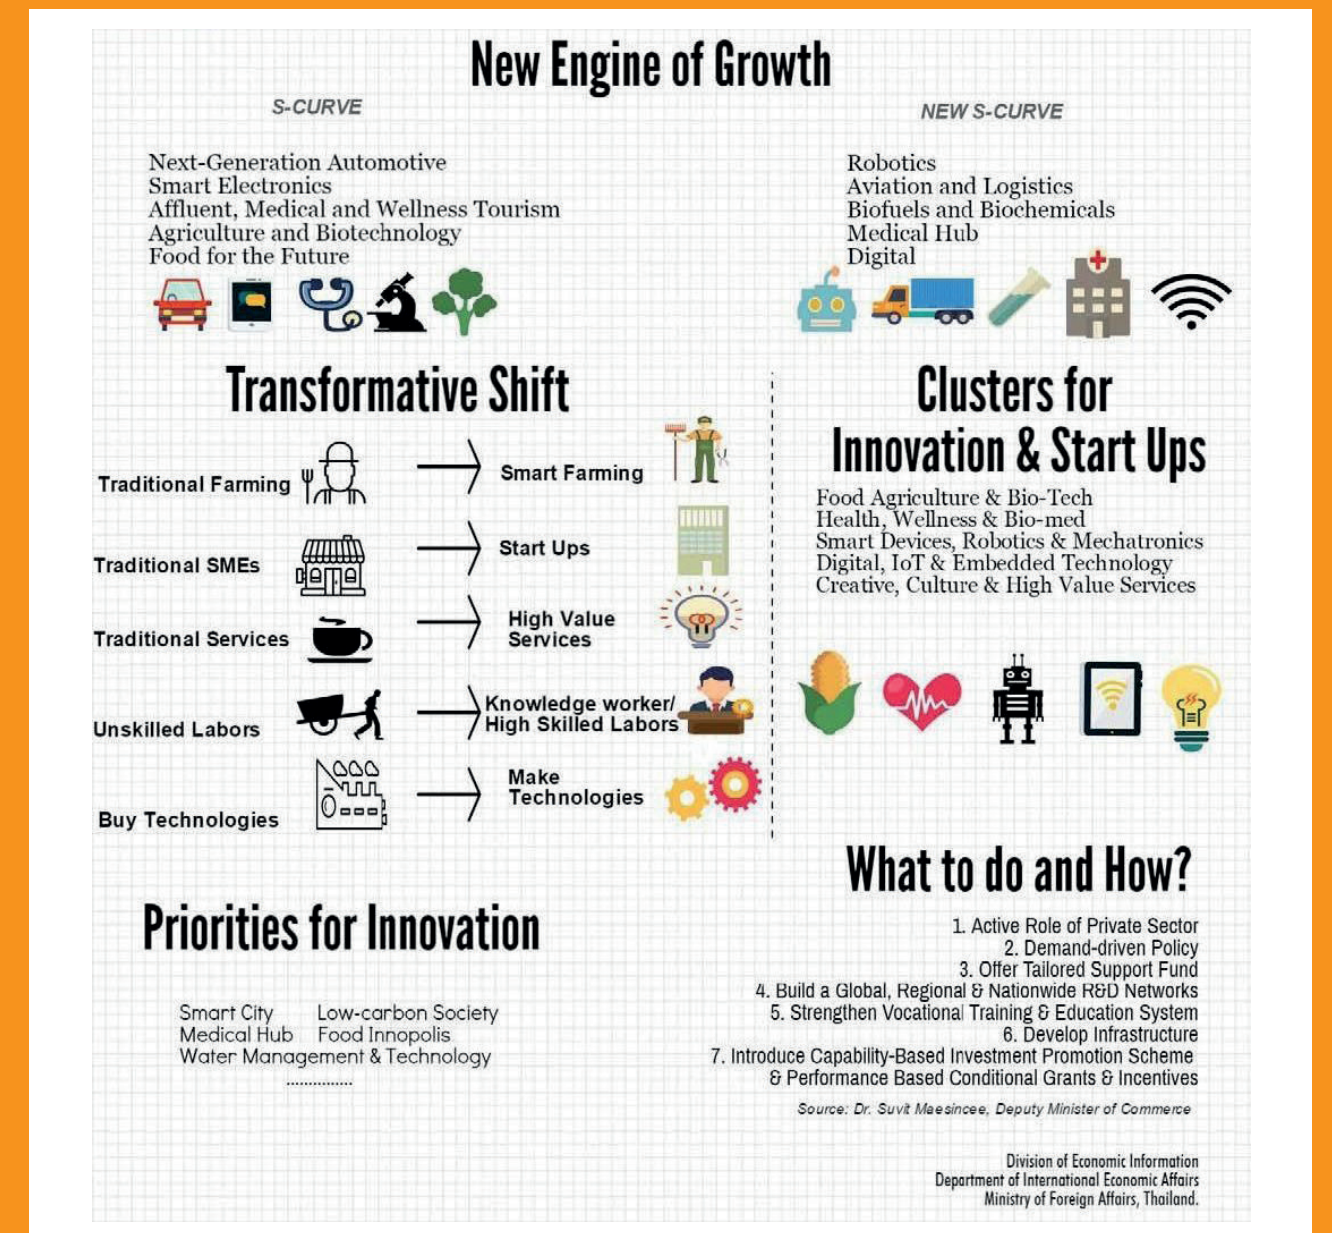 New Engine of Growth
S-CURVE
Next-Generation Automotive
Smart Electronics
Affluent, Medical and Wellness Tourism
Agriculture and Biotechnology
Food for the Future
NEW S-CURVE
Robotics
Aviation and Logistics
Biofuels and Biochemicals
Medical Hub
Digital
Transformative Shift
Traditional Farming
Smart Farming
Traditional SMEs
Start Ups
Traditional Services
High Value
Services
Unskilled Labors
Knowledge worker/
High Skilled Labors
Buy Technologies
Make
Technologies
Clusters for
Innovation & Start Ups
Food Agriculture & Bio-Tech
Health, Wellness & Bio-med
Smart Devices, Robotics & Mechatronics
Digital, IoT & Embedded Technology
Creative, Culture & High Value Services
Priorities for Innovation
Smart City Low-carbon Society
Medical Hub Food Innopolis
Water Management & Technology
...............
What to do and How?
1. Active Role of Private Sector
2. Demand-driven Policy
3. Offer Tailored Support Fund
4. Build a Global, Regional & Nationwide R&D Networks
5. Strengthen Vocational Training & Education System
6. Develop Infrastructure
7. Introduce Capability-Based Investment Promotion Scheme
& Performance Based Conditional Grants & Incentives
Source: Dr. Suvit Maesincee, Deputy Minister of Commerce
Division of Economic Information
Department of International Economic Affairs
Ministry of Foreign Affairs, Thailand.